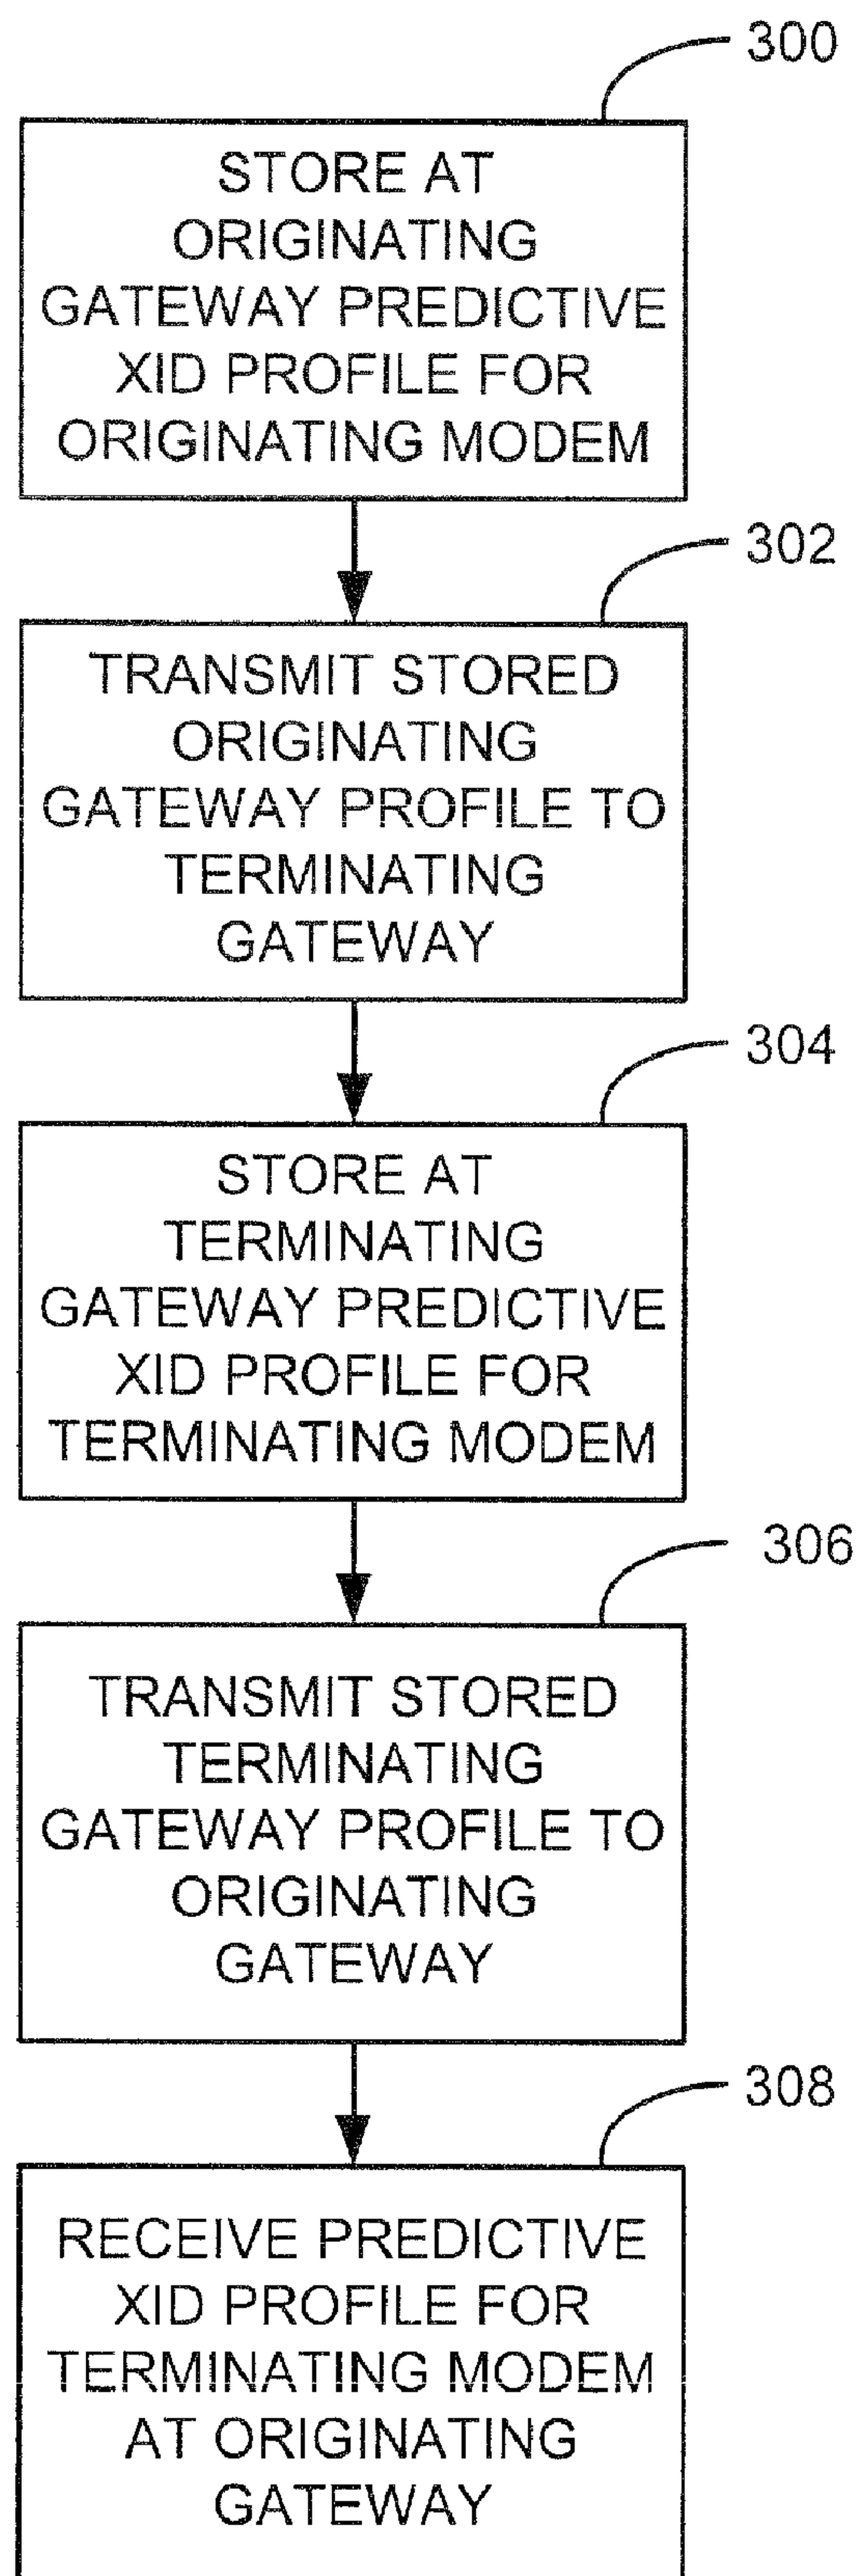 300
STORE AT
ORIGINATING
GATEWAY PREDICTIVE
XID PROFILE FOR
ORIGINATING MODEM
302
TRANSMIT STORED
ORIGINATING
GATEWAY PROFILE TO
TERMINATING
GATEWAY
304
STORE AT
TERMINATING
GATEWAY PREDICTIVE
XID PROFILE FOR
TERMINATING MODEM
306
TRANSMIT STORED
TERMINATING
GATEWAY PROFILE TO
ORIGINATING
GATEWAY
308
RECEIVE PREDICTIVE
XID PROFILE FOR
TERMINATING MODEM
AT ORIGINATING
GATEWAY